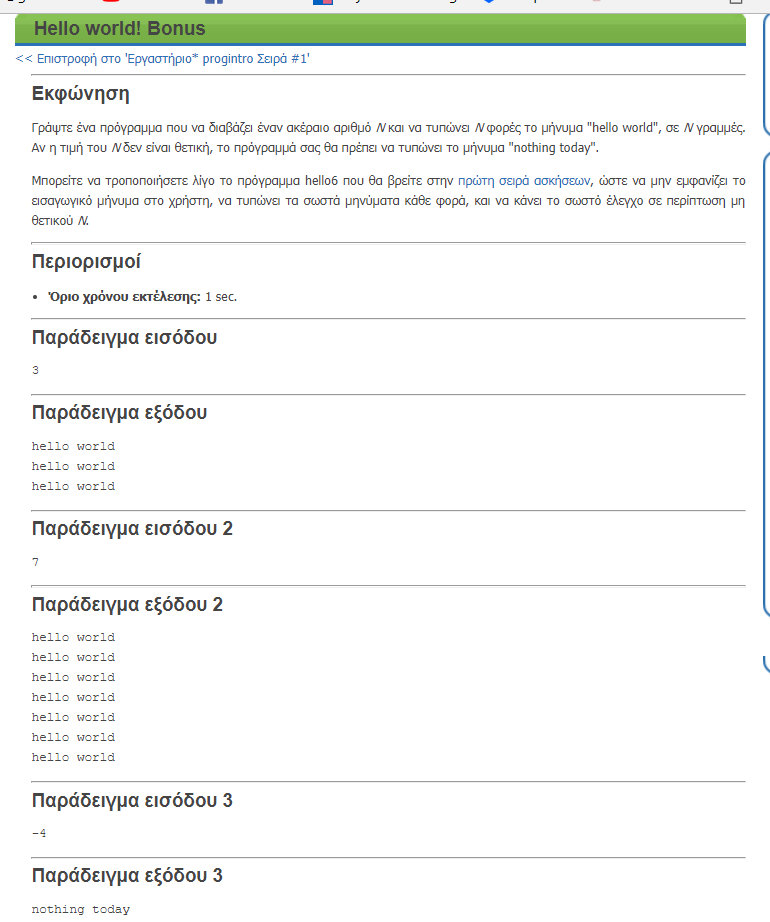 Hello world! Bonus
<< Επιστροφή στο 'Εργαστήριο* progintro Σειρά #1'
Εκφώνηση
Γράψτε ένα πρόγραμμα που να διαβάζει έναν ακέραιο αριθμό N και να τυπώνει N φορές το μήνυμα "hello world", σε N γραμμές.
Αν η τιμή του N δεν είναι θετική, το πρόγραμμά σας θα πρέπει να τυπώνει το μήνυμα "nothing today".
Μπορείτε να τροποποιήσετε λίγο το πρόγραμμα hello6 που θα βρείτε στην πρώτη σειρά ασκήσεων, ώστε να μην εμφανίζει το
εισαγωγικό μήνυμα στο χρήστη, να τυπώνει τα σωστά μηνύματα κάθε φορά, και να κάνει το σωστό έλεγχο σε περίπτωση μη
θετικού N.
Περιορισμοί
• Όριο χρόνου εκτέλεσης: 1 sec.
Παράδειγμα εισόδου
3
Παράδειγμα εξόδου
hello world
hello world
hello world
Παράδειγμα εισόδου 2
7
Παράδειγμα εξόδου 2
hello world
hello world
hello world
hello world
hello world
hello world
hello world
Παράδειγμα εισόδου 3
-4
Παράδειγμα εξόδου 3
nothing today